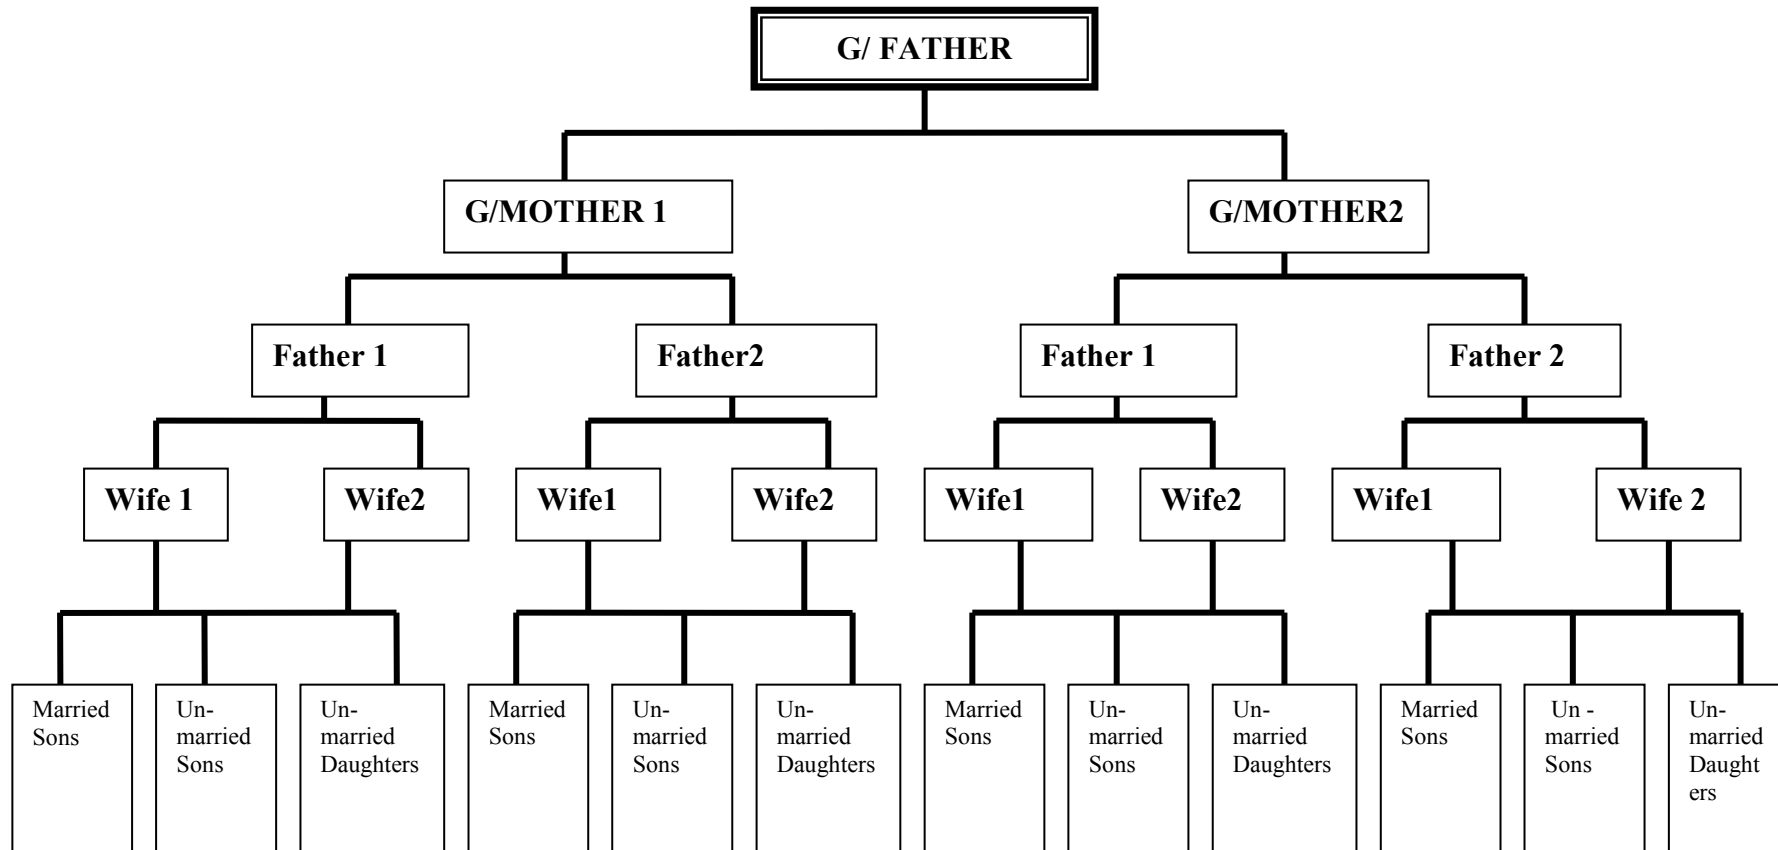 G/ FATHER
G/MOTHER 1
G/MOTHER2
Father 1
Father2
Father 1
Father 2
Wife 1
Wife2
Wife1
Wife2
Wife1
Wife2
Wife1
Wife 2
Married
Sons
Un-
married
Sons
Un-
married
Daughters
Married
Sons
Un-
married
Sons
Un-
married
Daughters
Married
Sons
Un-
married
Sons
Un-
married
Daughters
Married
Sons
Un -
married
Sons
Un-
married
Daught
ers